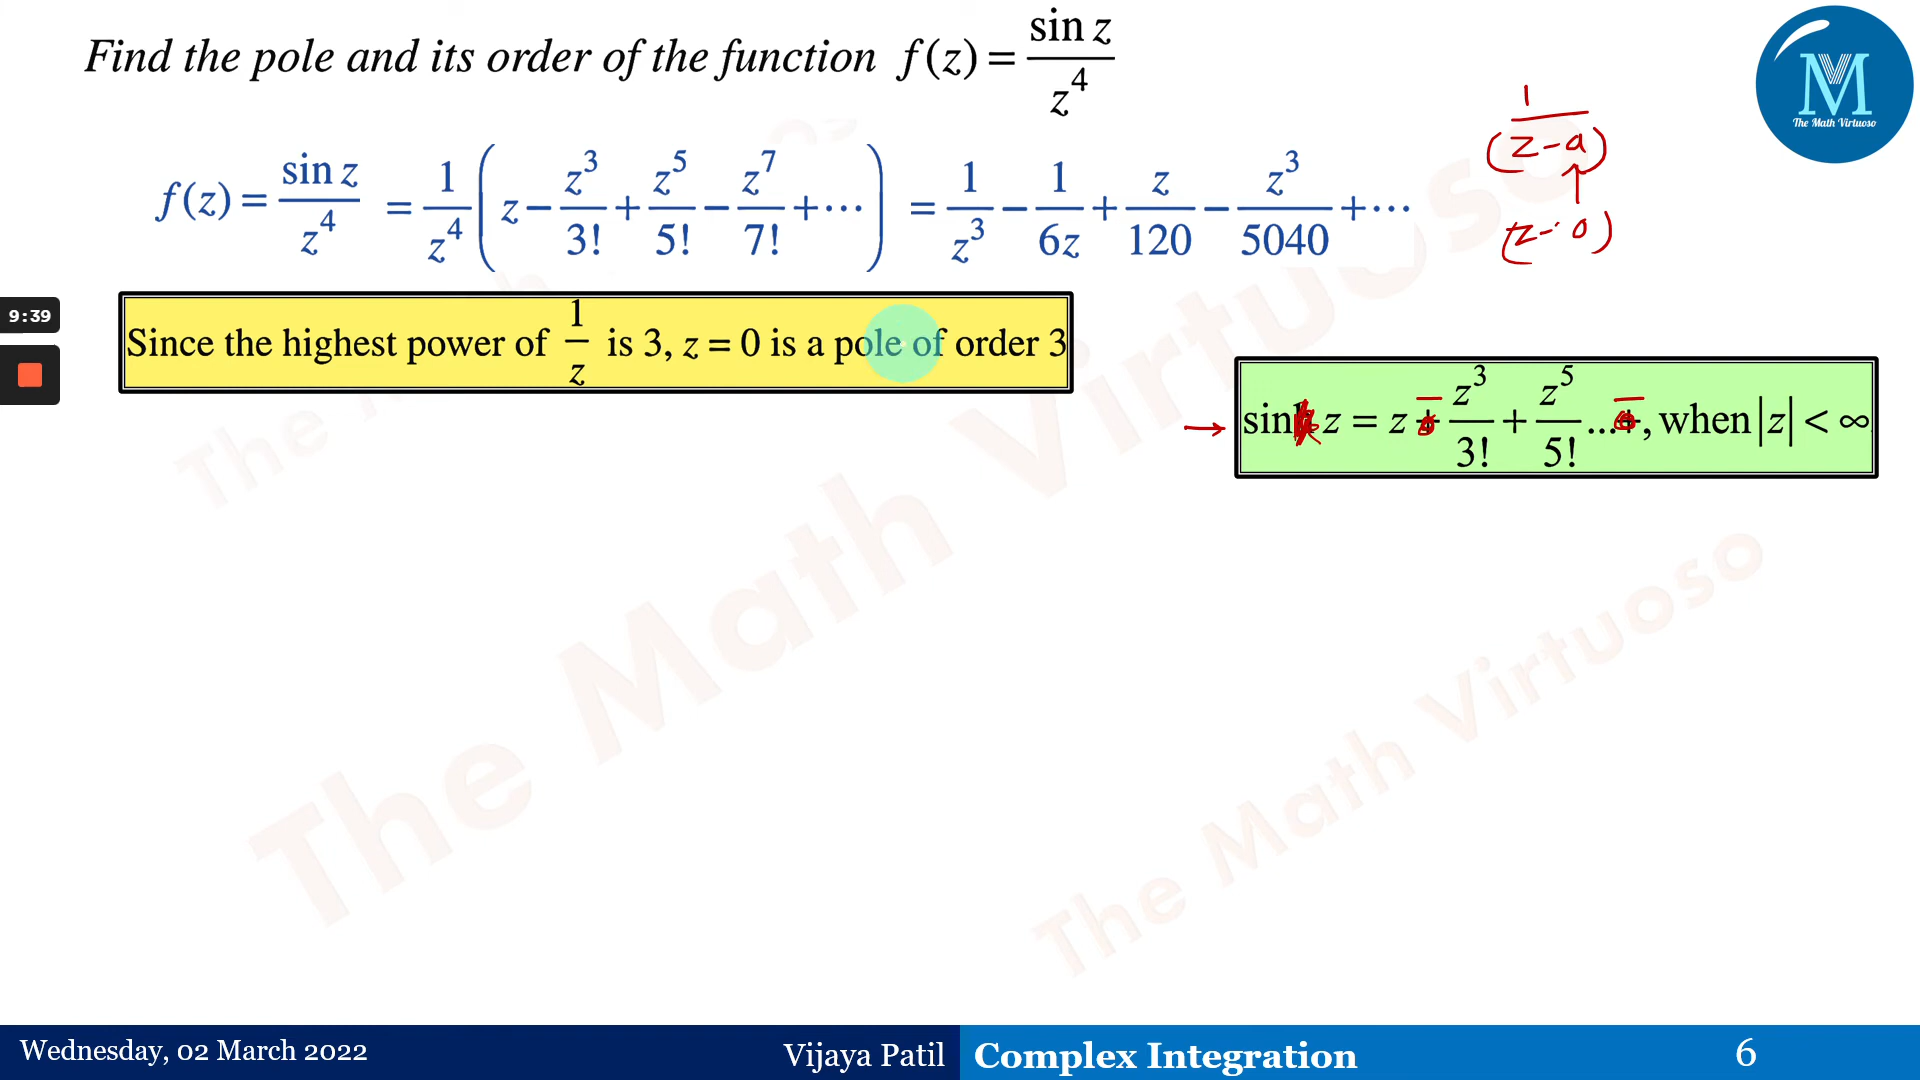 Find the pole and its order of the function f(z) = sin z / z^4
M
The Math Virtuoso
1 / (z - a)
(z - 0)
f(z) = sin z / z^4 = 1/z^4 ( z - z^3/3! + z^5/5! - z^7/7! + ⋯ ) = 1/z^3 - 1/6z + z/120 - z^3/5040 + ⋯
9:39
Since the highest power of 1/z is 3, z = 0 is a pole of order 3
→ sin z = z - z^3/3! + z^5/5! ... - , when |z| < ∞
The Math Virtuoso
The Math Virtuoso
Wednesday, 02 March 2022
Vijaya Patil
Complex Integration
6